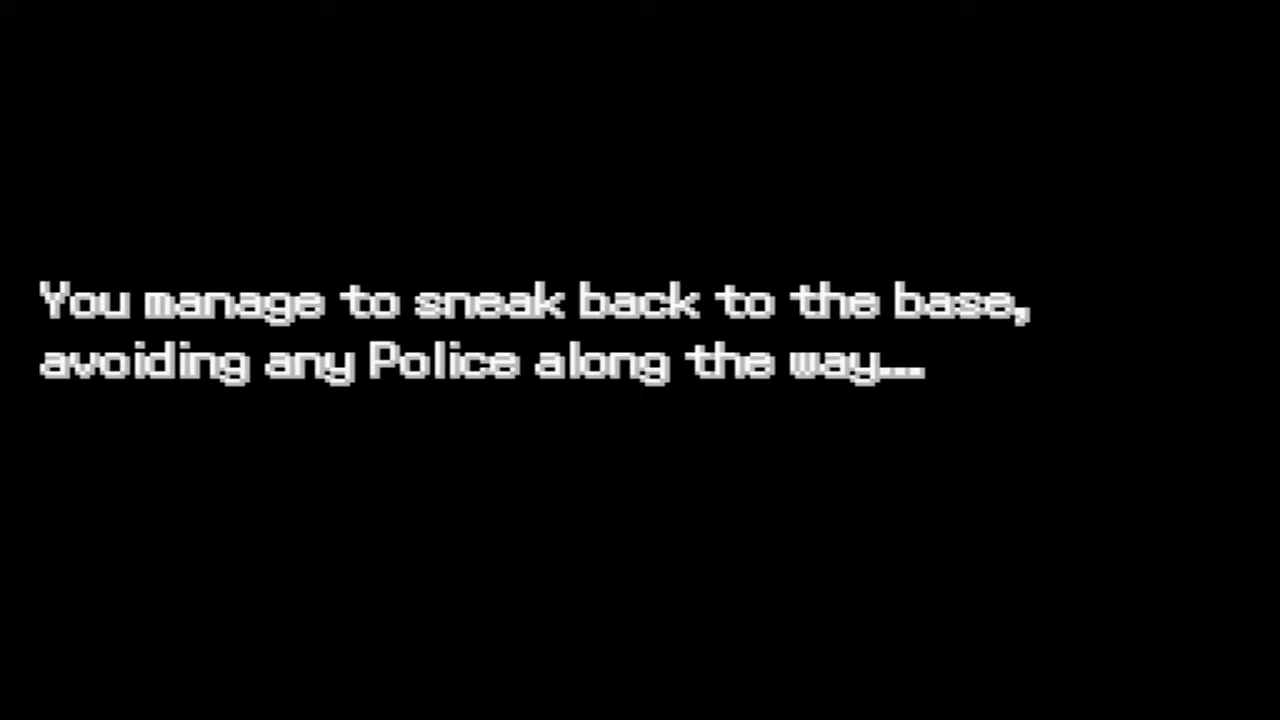 You manage to sneak back to the base,
avoiding any Police along the way...